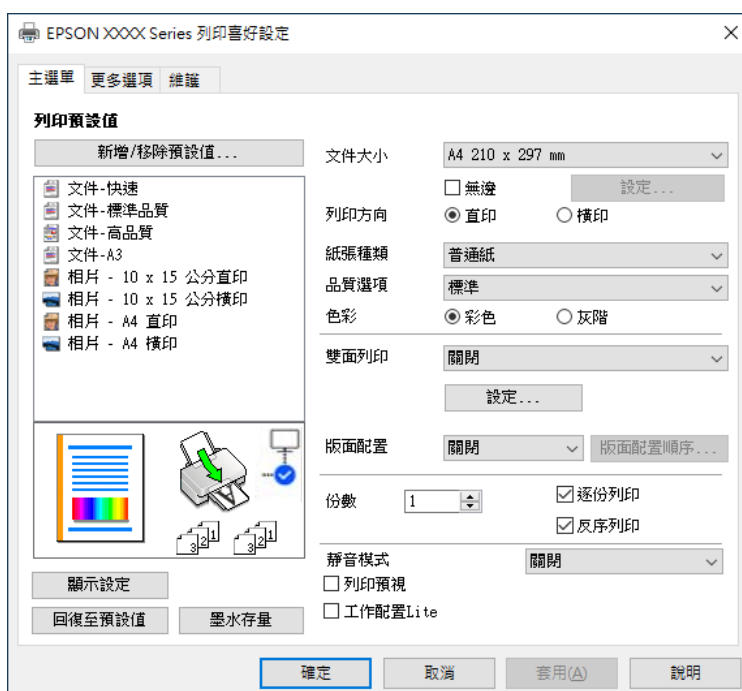 EPSON XXXX Series 列印喜好設定
主選單 更多選項 維護
列印預設值
新增/移除預設值...
文件-快速
文件-標準品質
文件-高品質
文件-A3
相片 - 10 x 15 公分直印
相片 - 10 x 15 公分橫印
相片 - A4 直印
相片 - A4 橫印
321 321
顯示設定
回復至預設值 墨水存量
文件大小 A4 210 x 297 mm
無邊 設定...
列印方向 直印 橫印
紙張種類 普通紙
品質選項 標準
色彩 彩色 灰階
雙面列印 關閉
設定...
版面配置 關閉 版面配置順序...
份數 1 逐份列印
反序列印
靜音模式 關閉
列印預視
工作配置Lite
確定 取消 套用(A) 說明